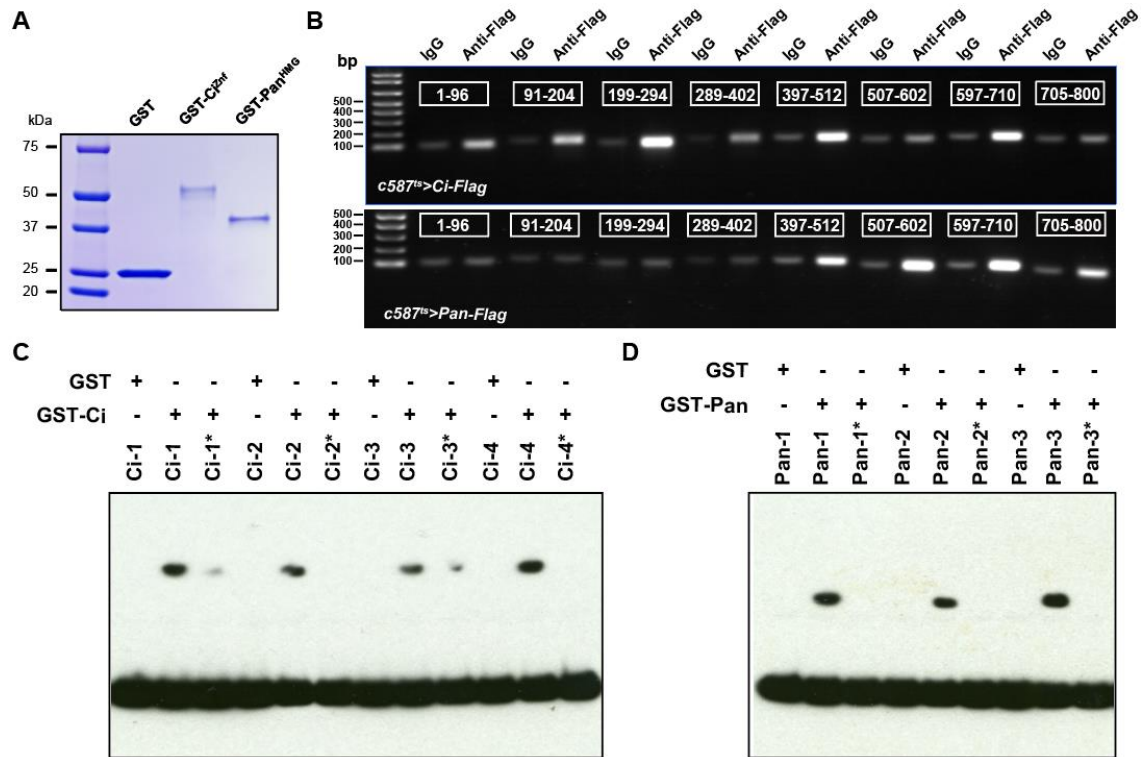 A
kDa
GST
GST-Ci^Znf
GST-Pan^HMG
75
50
37
25
20
B
IgG Anti-Flag IgG Anti-Flag IgG Anti-Flag IgG Anti-Flag IgG Anti-Flag IgG Anti-Flag IgG Anti-Flag IgG Anti-Flag
bp
1-96 91-204 199-294 289-402 397-512 507-602 597-710 705-800
500
400
300
200
100
c587^ts>Ci-Flag
500
400
300
200
100
1-96 91-204 199-294 289-402 397-512 507-602 597-710 705-800
c587^ts>Pan-Flag
C
GST + - - + - - + - - + - -
GST-Ci - + + - + + - + + - + +
Ci-1 Ci-1 Ci-1* Ci-2 Ci-2 Ci-2* Ci-3 Ci-3 Ci-3* Ci-4 Ci-4 Ci-4*
D
GST + - - + - - + - -
GST-Pan - + + - + + - + +
Pan-1 Pan-1 Pan-1* Pan-2 Pan-2 Pan-2* Pan-3 Pan-3 Pan-3*